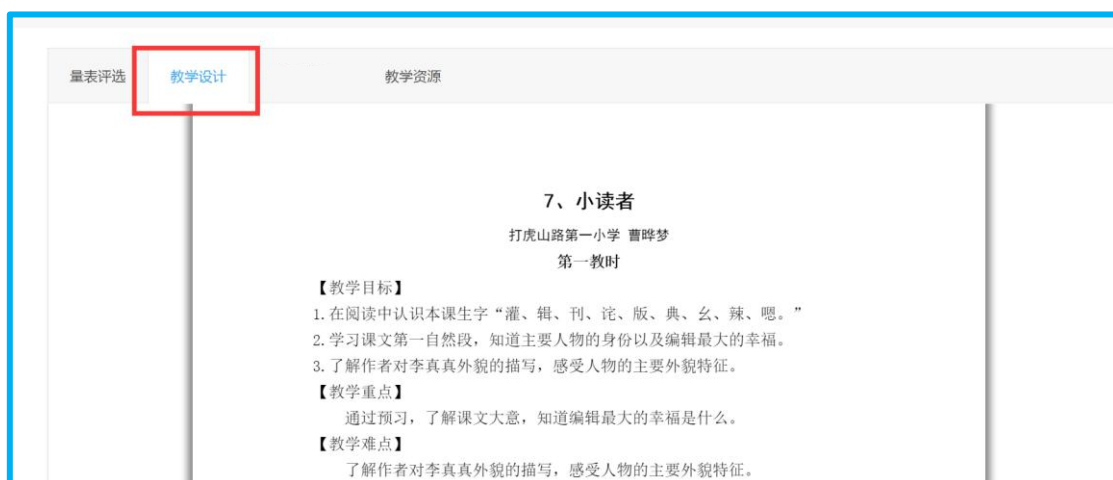 量表评选 教学设计 教学资源
7、小读者
打虎山路第一小学 曹晔梦
第一教时
【教学目标】
1.在阅读中认识本课生字“灌、辑、刊、诧、版、典、幺、辣、嗯。”
2.学习课文第一自然段，知道主要人物的身份以及编辑最大的幸福。
3.了解作者对李真真外貌的描写，感受人物的主要外貌特征。
【教学重点】
通过预习，了解课文大意，知道编辑最大的幸福是什么。
【教学难点】
了解作者对李真真外貌的描写，感受人物的主要外貌特征。